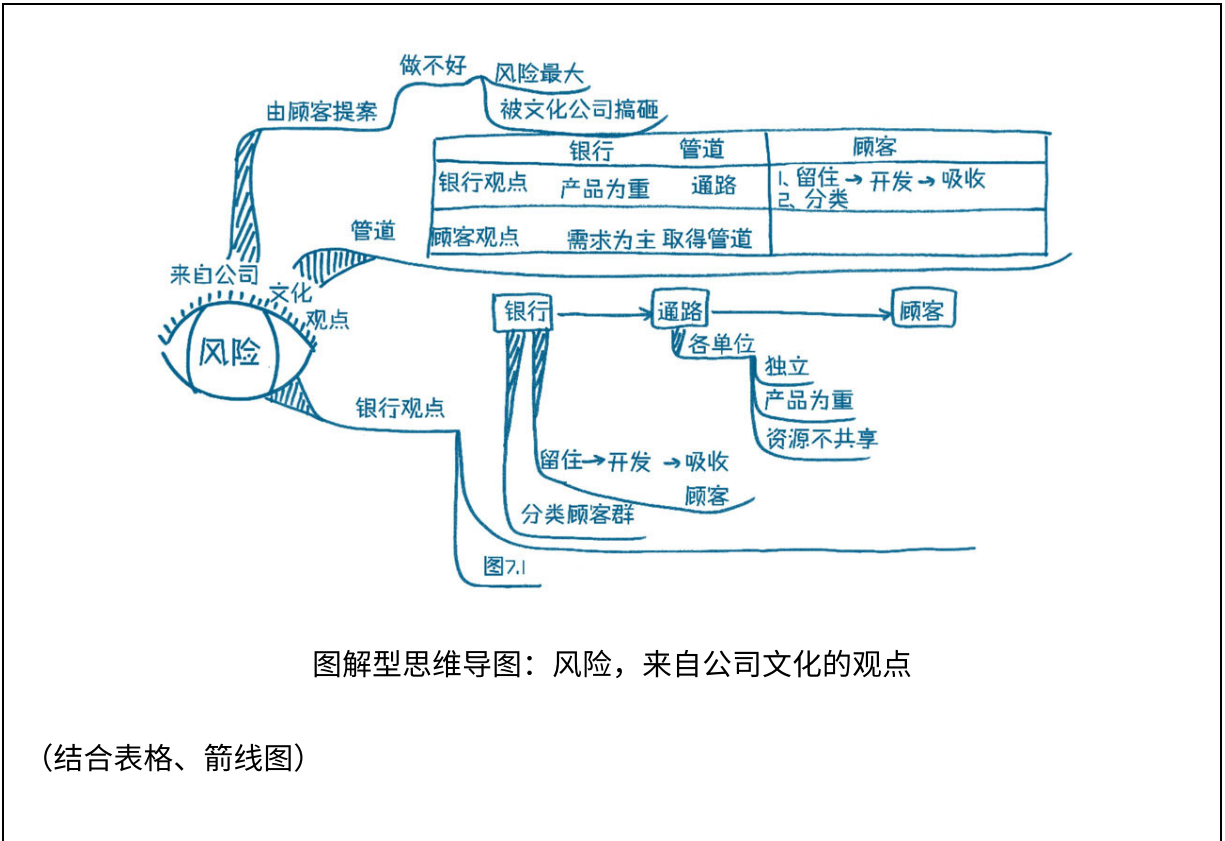 做不好
风险最大
由顾客提案
被文化公司搞砸
银行 管道 顾客
银行观点 产品为重 通路 1、留住→开发→吸收
2、分类
管道
顾客观点 需求为主 取得管道
来自公司
文化
观点
风险
银行 → 通路 → 顾客
各单位
独立
产品为重
资源不共享
银行观点
留住→开发→吸收
顾客
分类顾客群
图7.1
图解型思维导图：风险，来自公司文化的观点
（结合表格、箭线图）